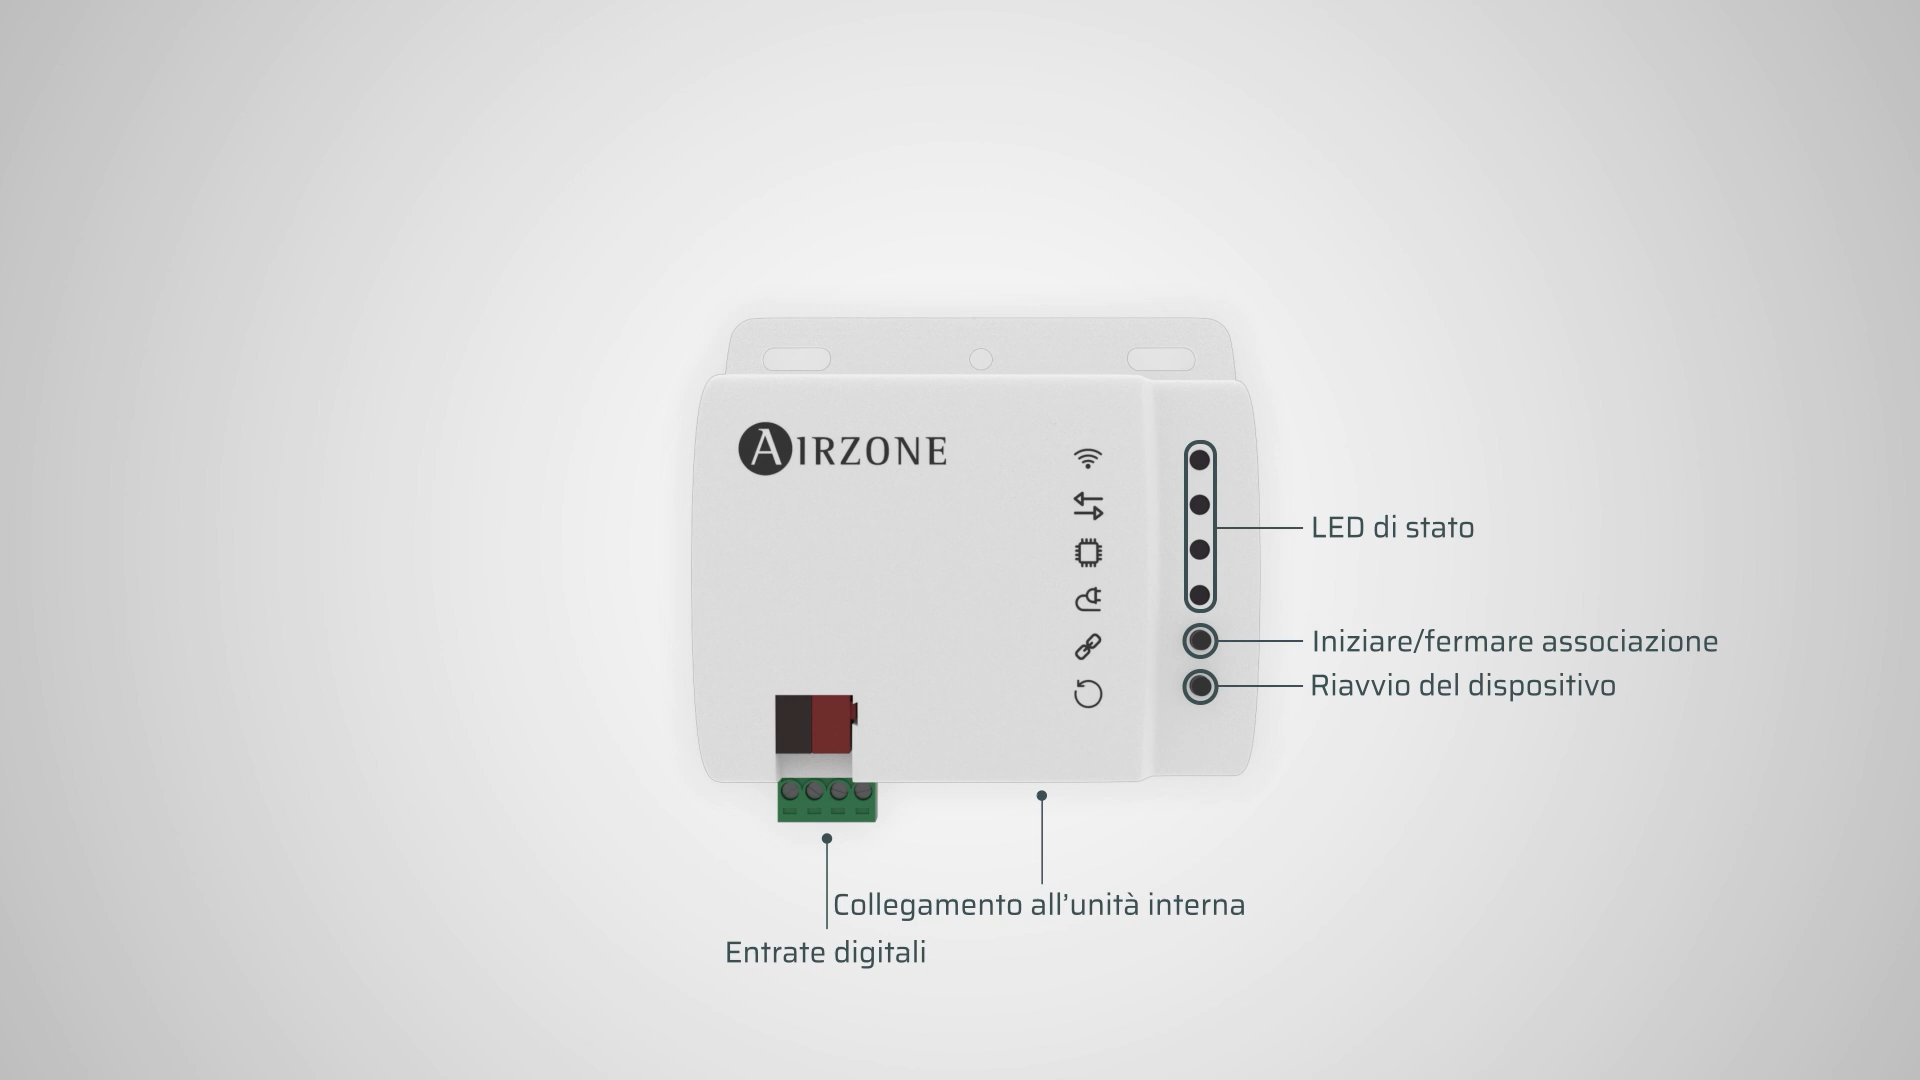 AIRZONE
LED di stato
Iniziare/fermare associazione
Riavvio del dispositivo
Collegamento all’unità interna
Entrate digitali